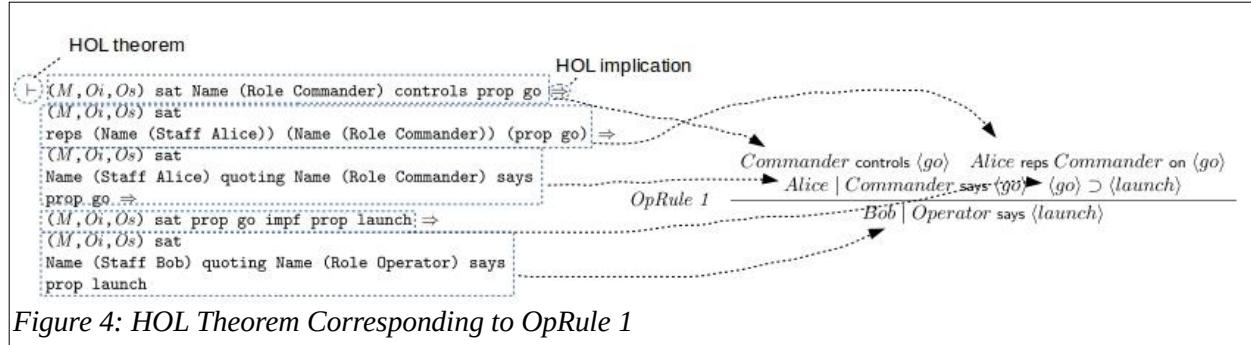 HOL theorem
HOL implication
⊢ (M,Oi,Os) sat Name (Role Commander) controls prop go ⇒
(M,Oi,Os) sat
reps (Name (Staff Alice)) (Name (Role Commander)) (prop go) ⇒
(M,Oi,Os) sat
Name (Staff Alice) quoting Name (Role Commander) says
prop go ⇒
(M,Oi,Os) sat prop go impf prop launch ⇒
(M,Oi,Os) sat
Name (Staff Bob) quoting Name (Role Operator) says
prop launch
Commander controls ⟨go⟩ Alice reps Commander on ⟨go⟩
Alice | Commander says ⟨go⟩ ⟨go⟩ ⊃ ⟨launch⟩
OpRule 1
Bob | Operator says ⟨launch⟩
Figure 4: HOL Theorem Corresponding to OpRule 1